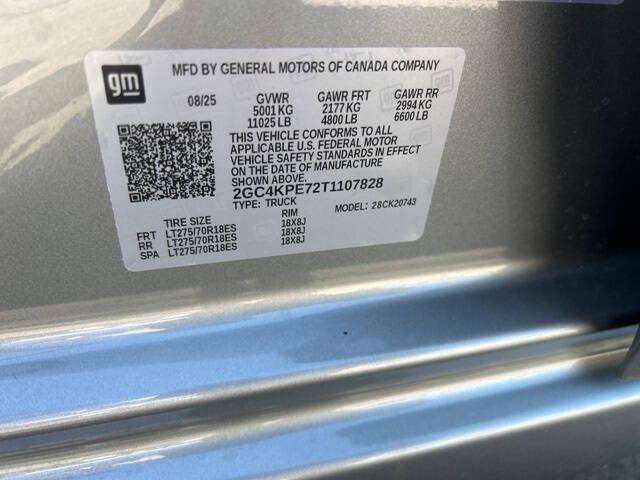 gm
MFD BY GENERAL MOTORS OF CANADA COMPANY
08/25 GVWR GAWR FRT GAWR RR
5001 KG 2177 KG 2994 KG
11025 LB 4800 LB 6600 LB
THIS VEHICLE CONFORMS TO ALL
APPLICABLE U.S. FEDERAL MOTOR
VEHICLE SAFETY STANDARDS IN EFFECT
ON THE DATE OF MANUFACTURE
SHOWN ABOVE.
2GC4KPE72T1107828
TYPE: TRUCK MODEL: 28CK20743
TIRE SIZE RIM
FRT LT275/70R18ES 18X8J
RR LT275/70R18ES 18X8J
SPA LT275/70R18ES 18X8J